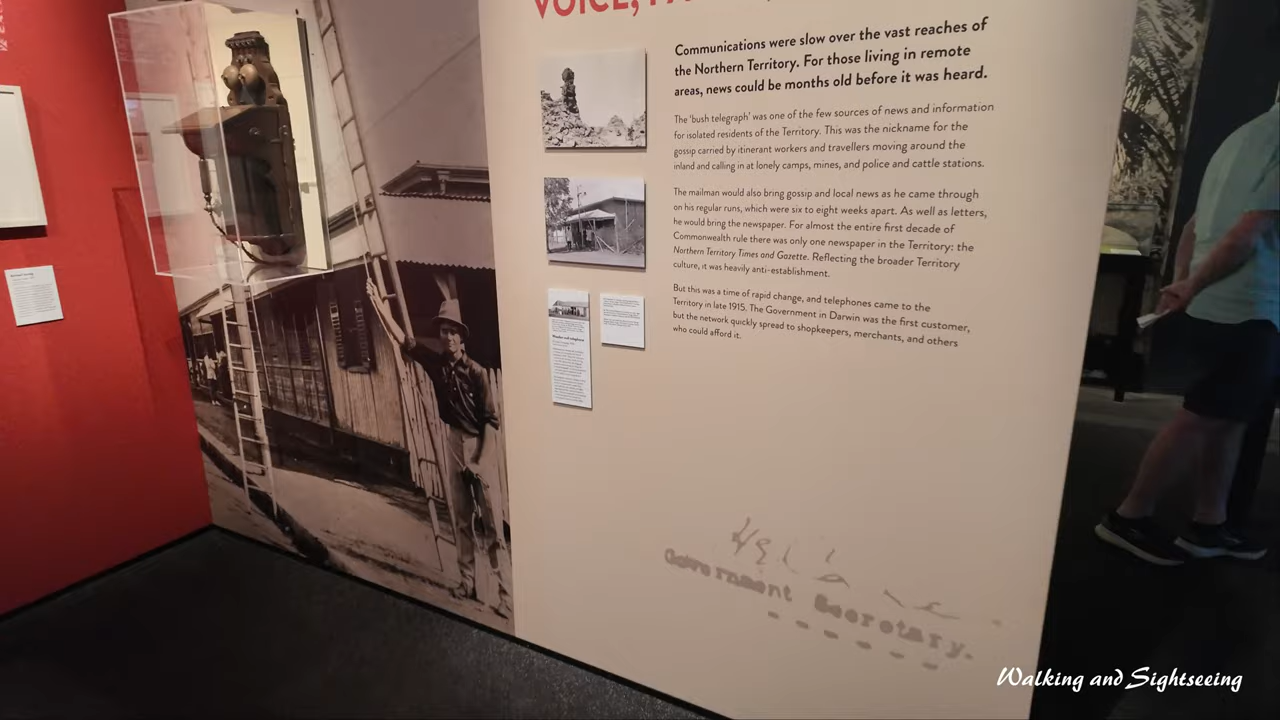 VOICE,
Communications were slow over the vast reaches of
the Northern Territory. For those living in remote
areas, news could be months old before it was heard.
The 'bush telegraph' was one of the few sources of news and information
for isolated residents of the Territory. This was the nickname for the
gossip carried by itinerant workers and travellers moving around the
inland and calling in at lonely camps, mines, and police and cattle stations.
The mailman would also bring gossip and local news as he came through
on his regular runs, which were six to eight weeks apart. As well as letters,
he would bring the newspaper. For almost the entire first decade of
Commonwealth rule there was only one newspaper in the Territory: the
Northern Territory Times and Gazette. Reflecting the broader Territory
culture, it was heavily anti-establishment.
But this was a time of rapid change, and telephones came to the
Territory in late 1915. The Government in Darwin was the first customer,
but the network quickly spread to shopkeepers, merchants, and others
who could afford it.
Government Secretary.
Walking and Sightseeing